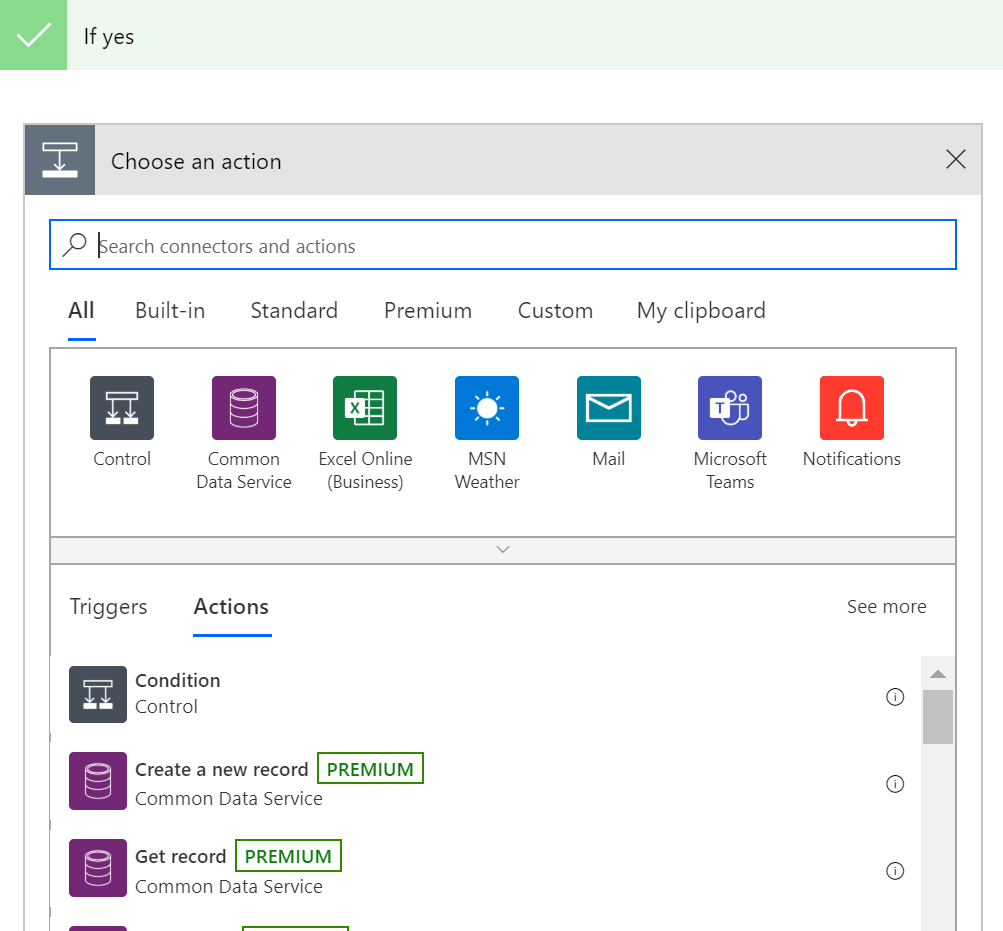 If yes
Choose an action
Search connectors and actions
All Built-in Standard Premium Custom My clipboard
Control Common Data Service Excel Online (Business) MSN Weather Mail Microsoft Teams Notifications
Triggers Actions See more
Condition
Control
Create a new record PREMIUM
Common Data Service
Get record PREMIUM
Common Data Service